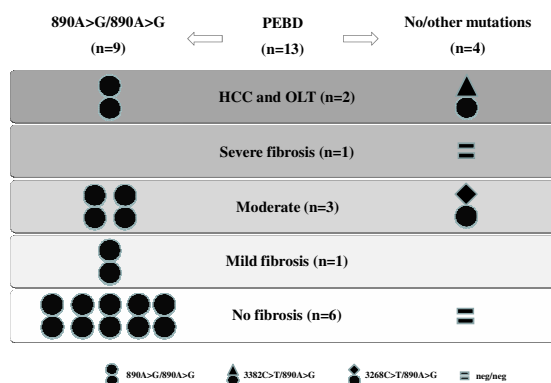 890A>G/890A>G PEBD No/other mutations
(n=9) (n=13) (n=4)
HCC and OLT (n=2)
Severe fibrosis (n=1)
Moderate (n=3)
Mild fibrosis (n=1)
No fibrosis (n=6)
890A>G/890A>G 3382C>T/890A>G 3268C>T/890A>G neg/neg